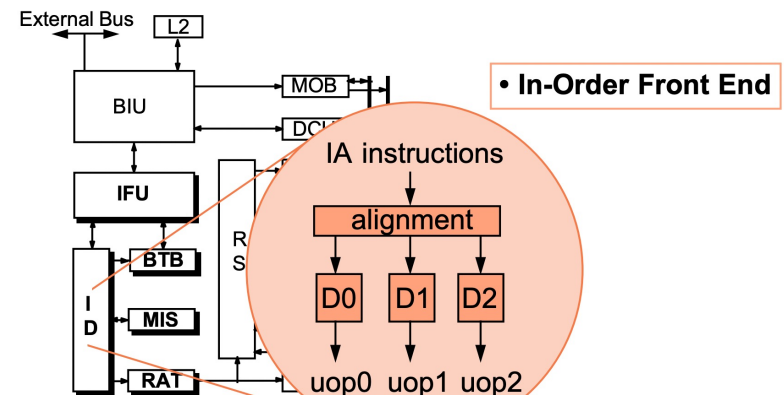 External Bus
L2
• In-Order Front End
MOB
BIU
IA instructions
IFU
alignment
R
S
BTB
I
D
D0 D1 D2
MIS
RAT
uop0 uop1 uop2